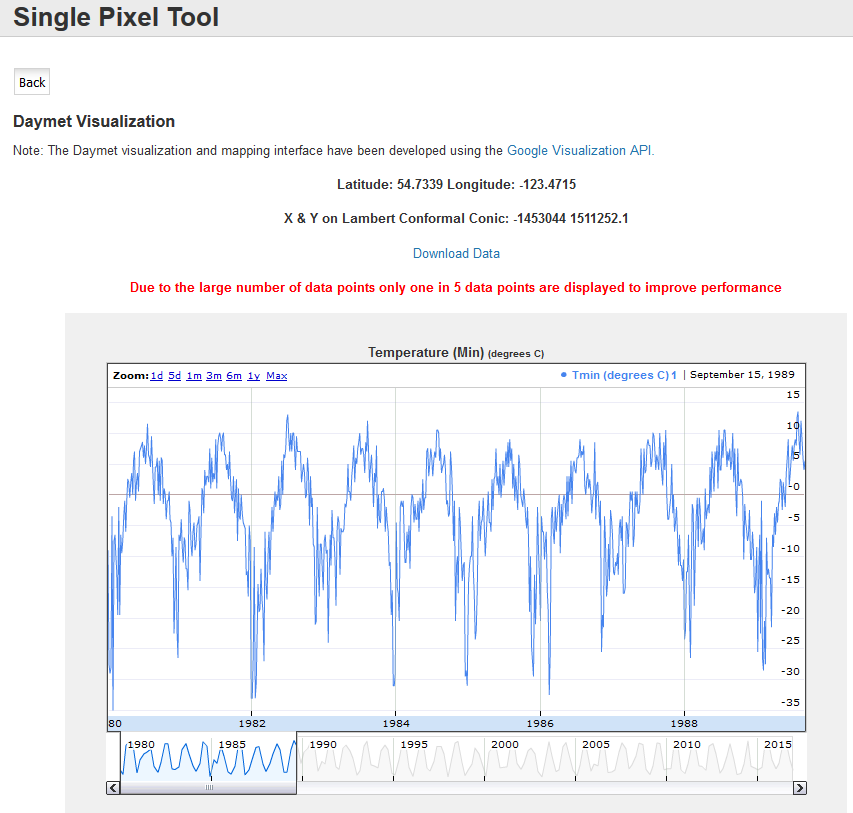 Single Pixel Tool
Back
Daymet Visualization
Note: The Daymet visualization and mapping interface have been developed using the Google Visualization API.
Latitude: 54.7339 Longitude: -123.4715
X & Y on Lambert Conformal Conic: -1453044 1511252.1
Download Data
Due to the large number of data points only one in 5 data points are displayed to improve performance
Temperature (Min) (degrees C)
Zoom: 1d 5d 1m 3m 6m 1y Max
Tmin (degrees C) 1 | September 15, 1989
15
10
5
-0
-5
-10
-15
-20
-25
-30
-35
80 1982 1984 1986 1988
1980 1985 1990 1995 2000 2005 2010 2015